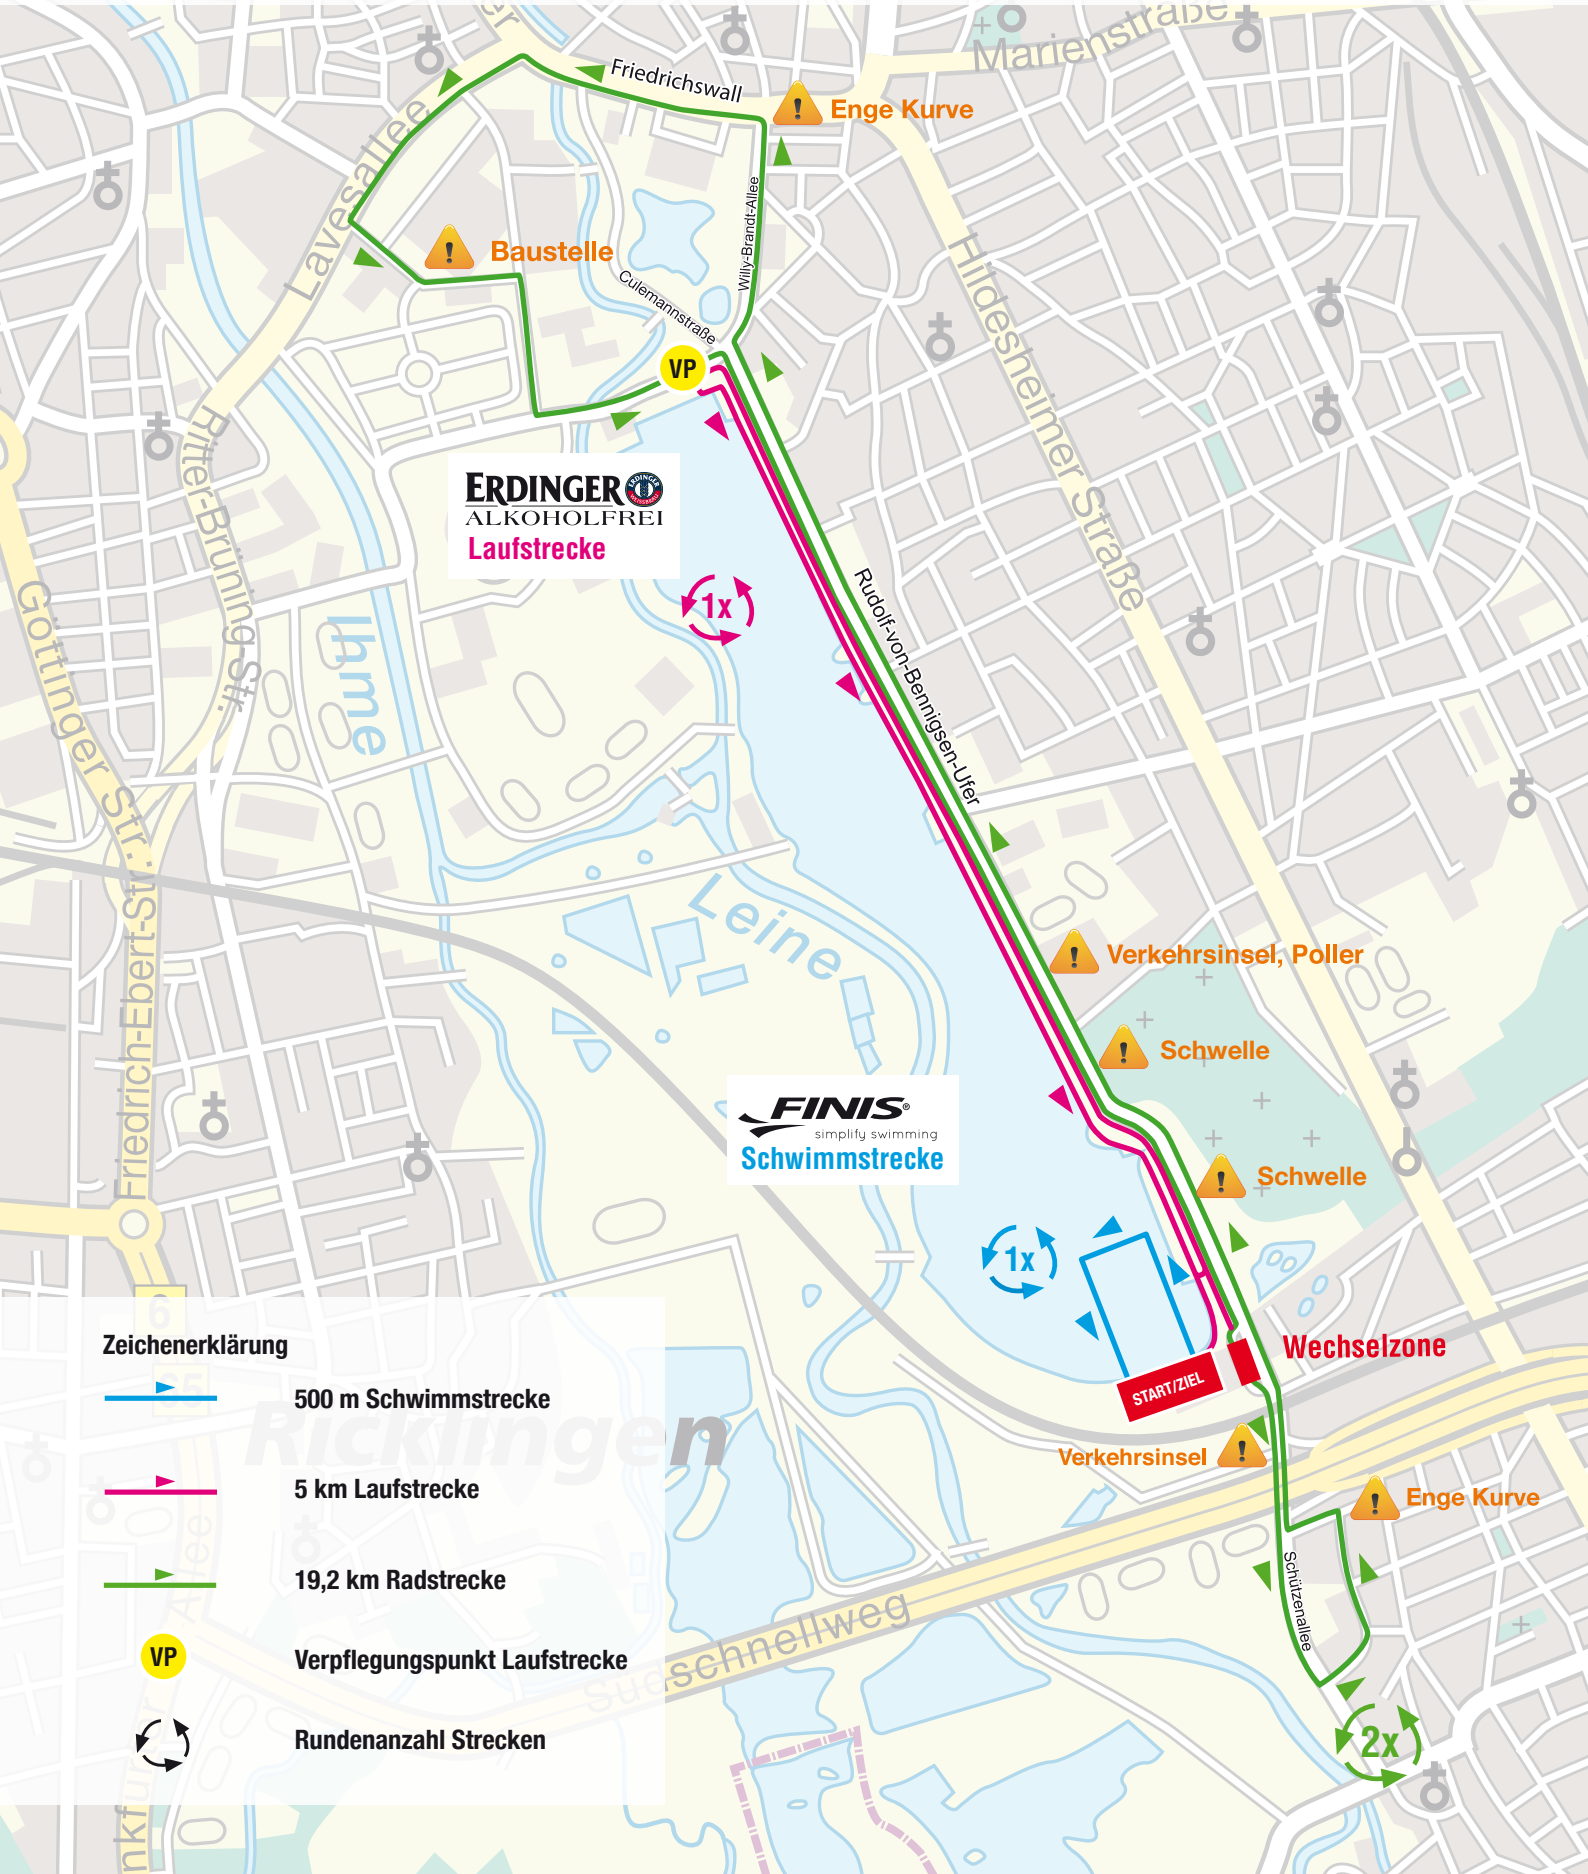 Marienstraße
Friedrichswall
Enge Kurve
Lavesallee
Willy-Brandt-Allee
Baustelle
Culemannstraße
Hildesheimer Straße
VP
Ritter-Brüning-Str.
ERDINGER
ALKOHOLFREI
Laufstrecke
1x
Rudolf-von-Bennigsen-Ufer
Göttinger Str.
Ihme
Leine
Verkehrsinsel, Poller
Friedrich-Ebert-Str.
Schwelle
FINIS®
simplify swimming
Schwimmstrecke
Schwelle
1x
6
65
Wechselzone
START/ZIEL
Verkehrsinsel
Enge Kurve
Ricklingen
Schützenallee
Südschnellweg
2x
Zeichenerklärung
500 m Schwimmstrecke
5 km Laufstrecke
19,2 km Radstrecke
VP
Verpflegungspunkt Laufstrecke
Rundenanzahl Strecken